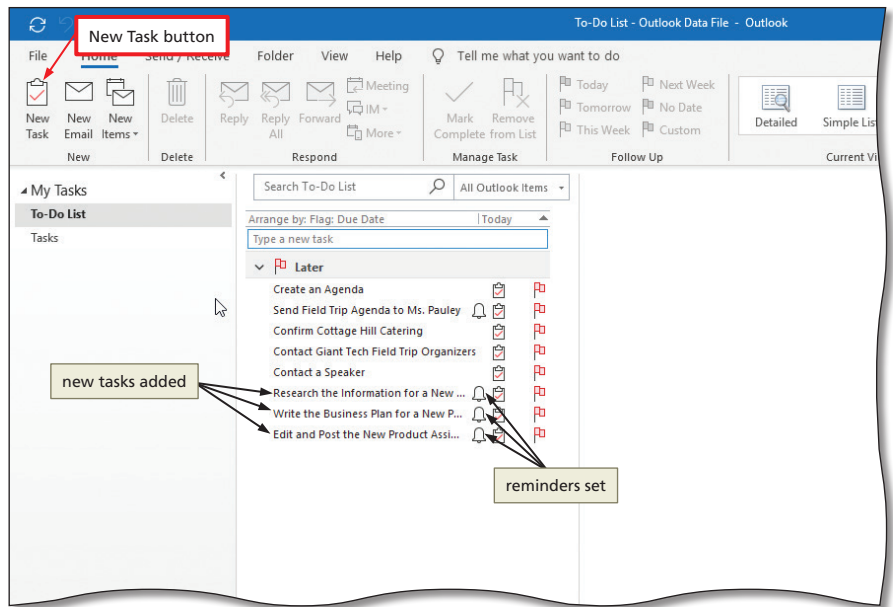 To-Do List - Outlook Data File - Outlook
New Task button
File Home Send / Receive Folder View Help Tell me what you want to do
New Task
New Email
New Items
Delete
Reply
Reply All
Forward
Meeting
IM
More
Mark Complete
Remove from List
Today
Tomorrow
This Week
Next Week
No Date
Custom
Detailed
Simple Lis
New Delete Respond Manage Task Follow Up Current Vi
My Tasks
To-Do List
Tasks
Search To-Do List All Outlook Items
Arrange by: Flag: Due Date Today
Type a new task
Later
Create an Agenda
Send Field Trip Agenda to Ms. Pauley
Confirm Cottage Hill Catering
Contact Giant Tech Field Trip Organizers
Contact a Speaker
new tasks added
Research the Information for a New ...
Write the Business Plan for a New P...
Edit and Post the New Product Assi...
reminders set